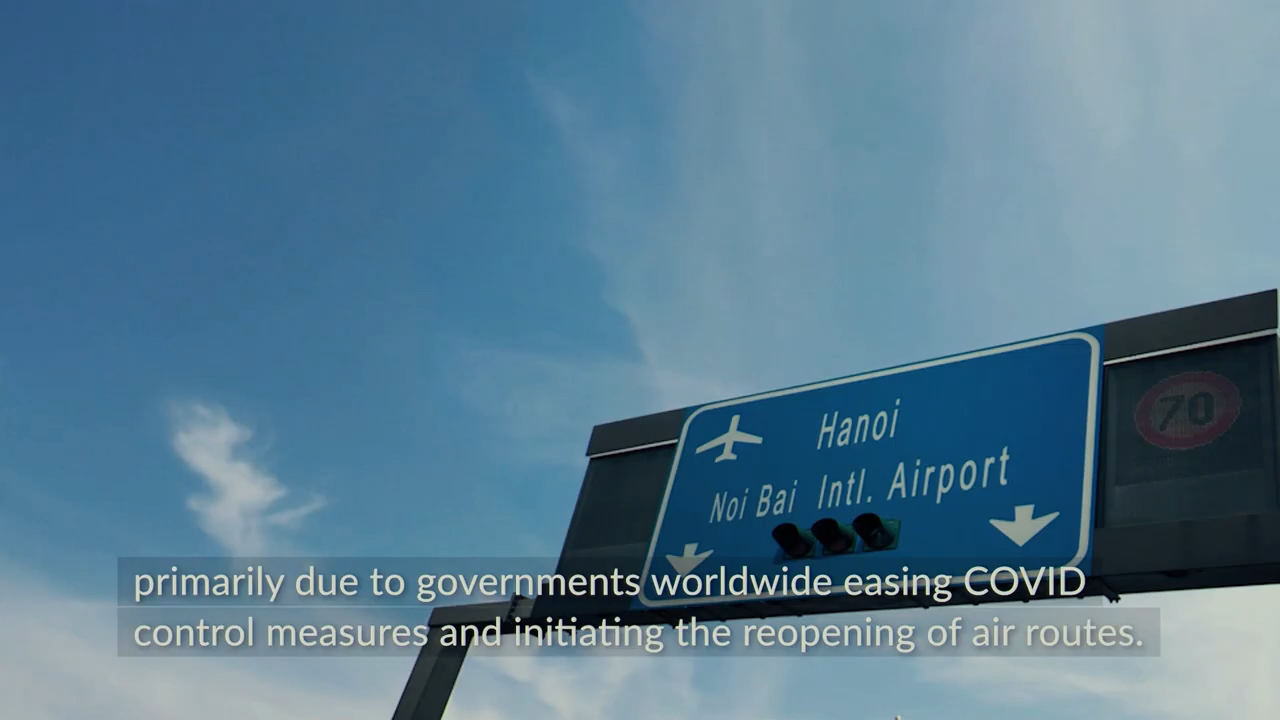 Hanoi
Noi Bai Intl. Airport
70
primarily due to governments worldwide easing COVID
control measures and initiating the reopening of air routes.